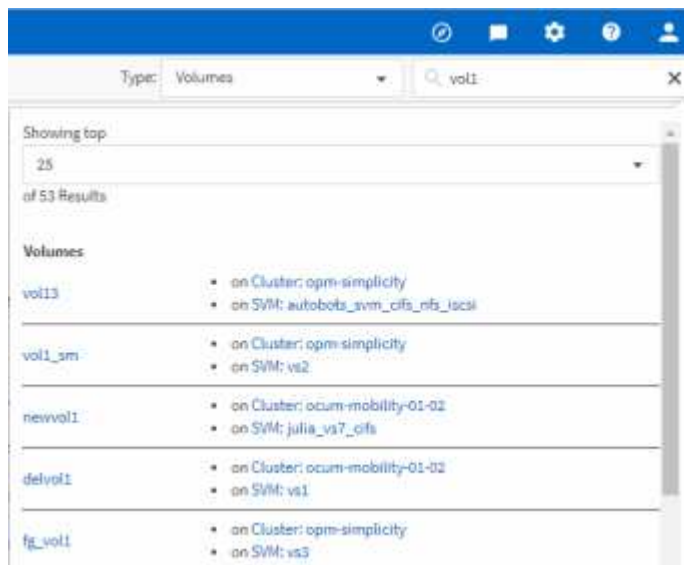 Type: Volumes vol1
Showing top
25
of 53 Results
Volumes
vol13
on Cluster: opm-simplicity
on SVM: autobots_svm_cifs_nfs_iscsi
vol1_sm
on Cluster: opm-simplicity
on SVM: vs2
newvol1
on Cluster: ocum-mobility-01-02
on SVM: julia_vs7_cifs
delvol1
on Cluster: ocum-mobility-01-02
on SVM: vs1
fg_vol1
on Cluster: opm-simplicity
on SVM: vs3